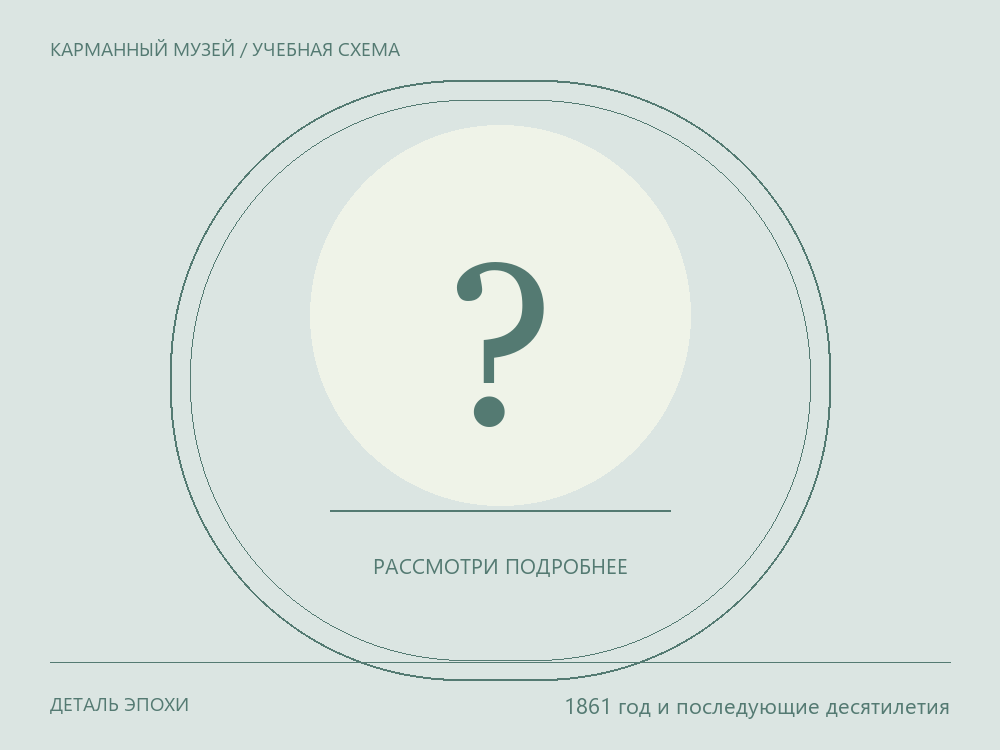 КАРМАННЫЙ МУЗЕЙ / УЧЕБНАЯ СХЕМА
?
РАССМОТРИ ПОДРОБНЕЕ
ДЕТАЛЬ ЭПОХИ
1861 год и последующие десятилетия